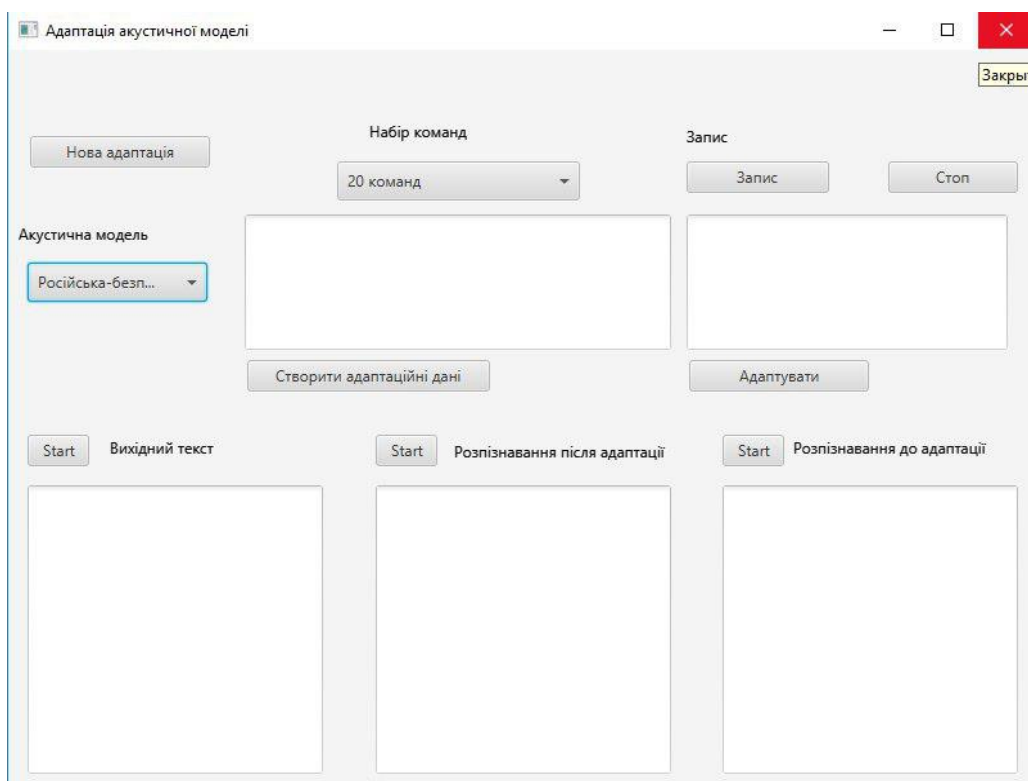 Адаптація акустичної моделі
Закры
Набір команд
Запис
Нова адаптація
20 команд
Запис
Стоп
Акустична модель
Російська-безп...
Створити адаптаційні дані
Адаптувати
Start
Вихідний текст
Start
Розпізнавання після адаптації
Start
Розпізнавання до адаптації